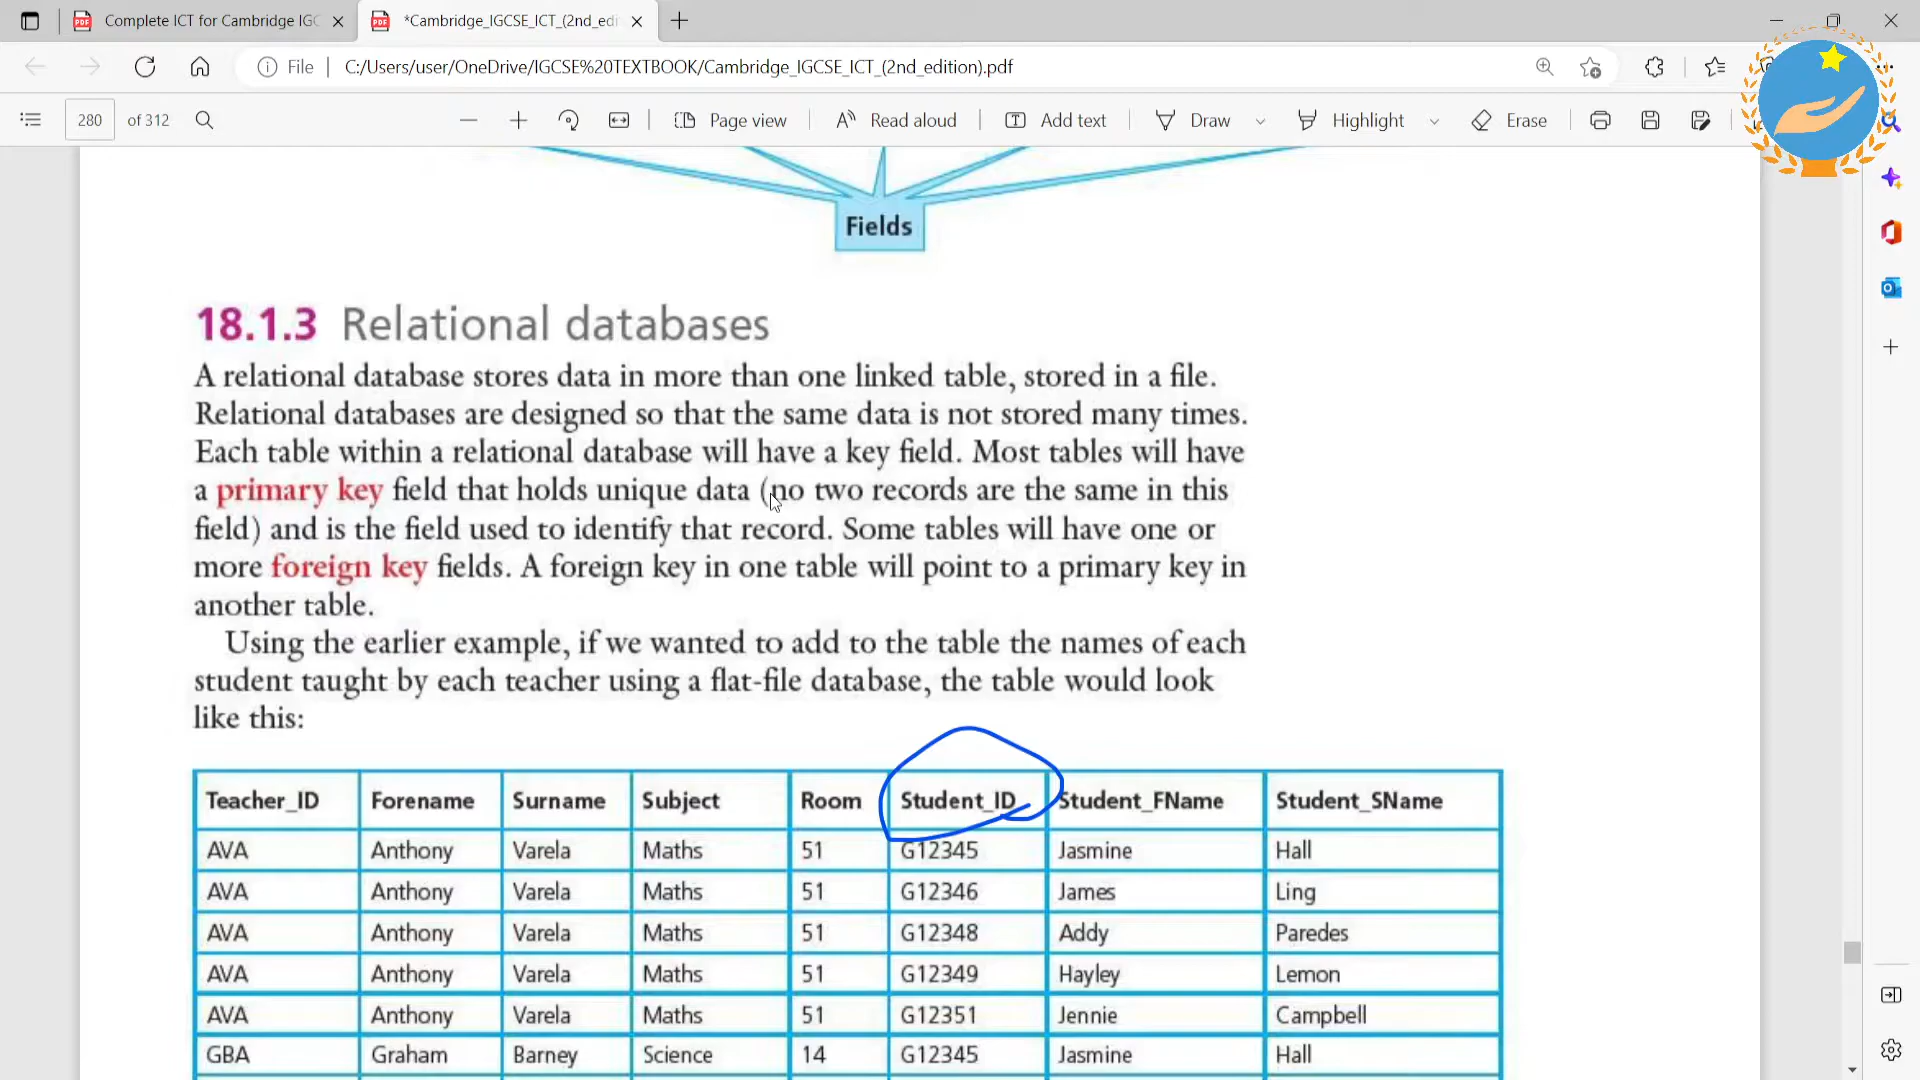 Complete ICT for Cambridge IGC
*Cambridge_IGCSE_ICT_(2nd_edi
File
C:/Users/user/OneDrive/IGCSE%20TEXTBOOK/Cambridge_IGCSE_ICT_(2nd_edition).pdf
280 of 312
Page view
Read aloud
Add text
Draw
Highlight
Erase
Fields
18.1.3 Relational databases
A relational database stores data in more than one linked table, stored in a file.
Relational databases are designed so that the same data is not stored many times.
Each table within a relational database will have a key field. Most tables will have
a primary key field that holds unique data (no two records are the same in this
field) and is the field used to identify that record. Some tables will have one or
more foreign key fields. A foreign key in one table will point to a primary key in
another table.
Using the earlier example, if we wanted to add to the table the names of each
student taught by each teacher using a flat-file database, the table would look
like this:
Teacher_ID Forename Surname Subject Room Student_ID Student_FName Student_SName
AVA Anthony Varela Maths 51 G12345 Jasmine Hall
AVA Anthony Varela Maths 51 G12346 James Ling
AVA Anthony Varela Maths 51 G12348 Addy Paredes
AVA Anthony Varela Maths 51 G12349 Hayley Lemon
AVA Anthony Varela Maths 51 G12351 Jennie Campbell
GBA Graham Barney Science 14 G12345 Jasmine Hall